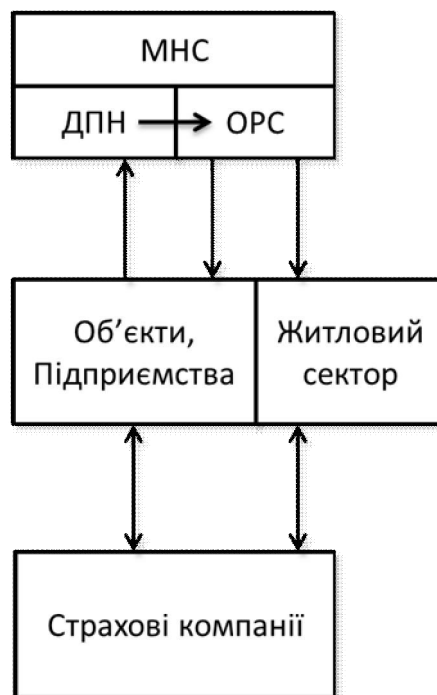 МНС
ДПН ОРС
Об’єкти,
Підприємства
Житловий
сектор
Страхові компанії